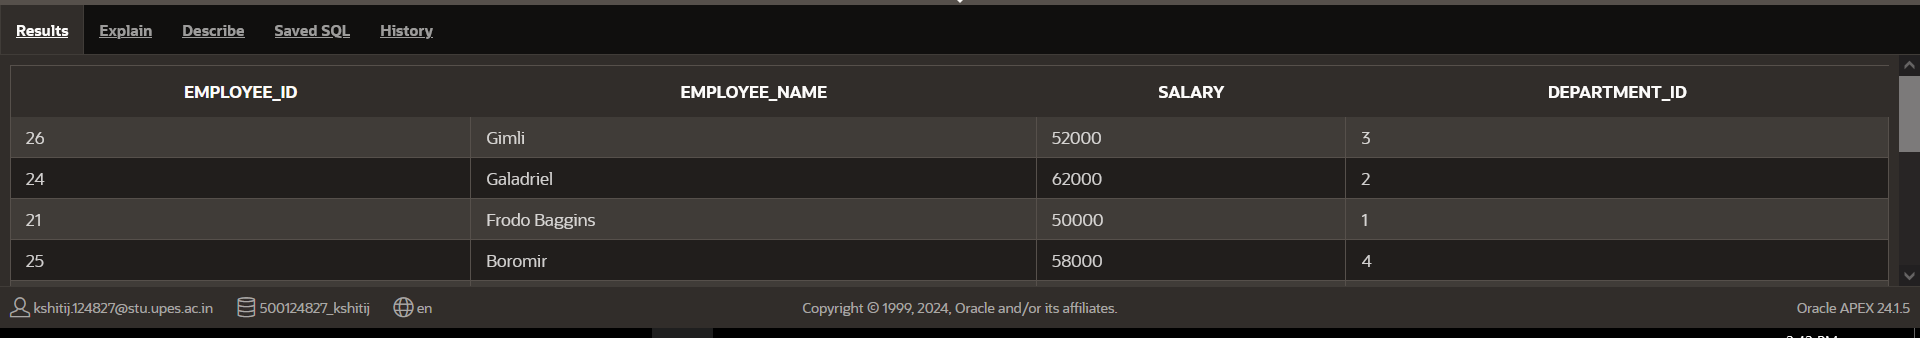 Results Explain Describe Saved SQL History
EMPLOYEE_ID EMPLOYEE_NAME SALARY DEPARTMENT_ID
26 Gimli 52000 3
24 Galadriel 62000 2
21 Frodo Baggins 50000 1
25 Boromir 58000 4
kshitij.124827@stu.upes.ac.in 500124827_kshitij en Copyright © 1999, 2024, Oracle and/or its affiliates. Oracle APEX 24.1.5